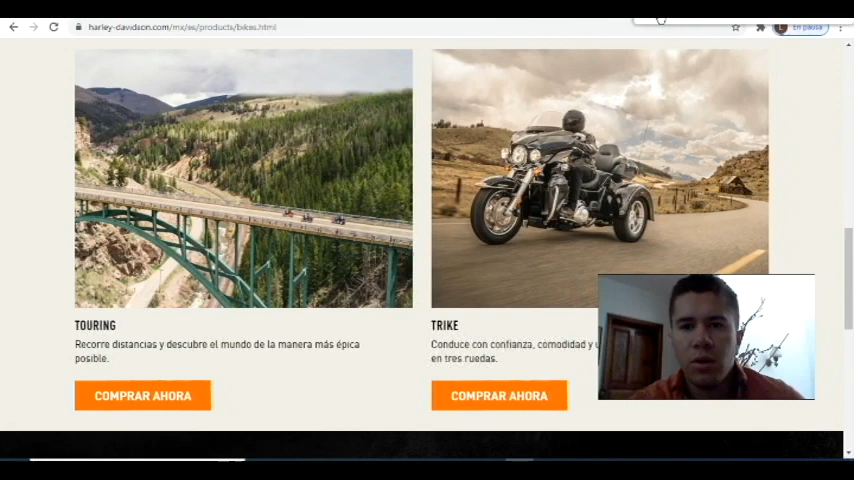 harley-davidson.com/mx/es/products/bikes.html
En pausa
TOURING
Recorre distancias y descubre el mundo de la manera más épica
posible.
COMPRAR AHORA
TRIKE
Conduce con confianza, comodidad y
en tres ruedas.
COMPRAR AHORA